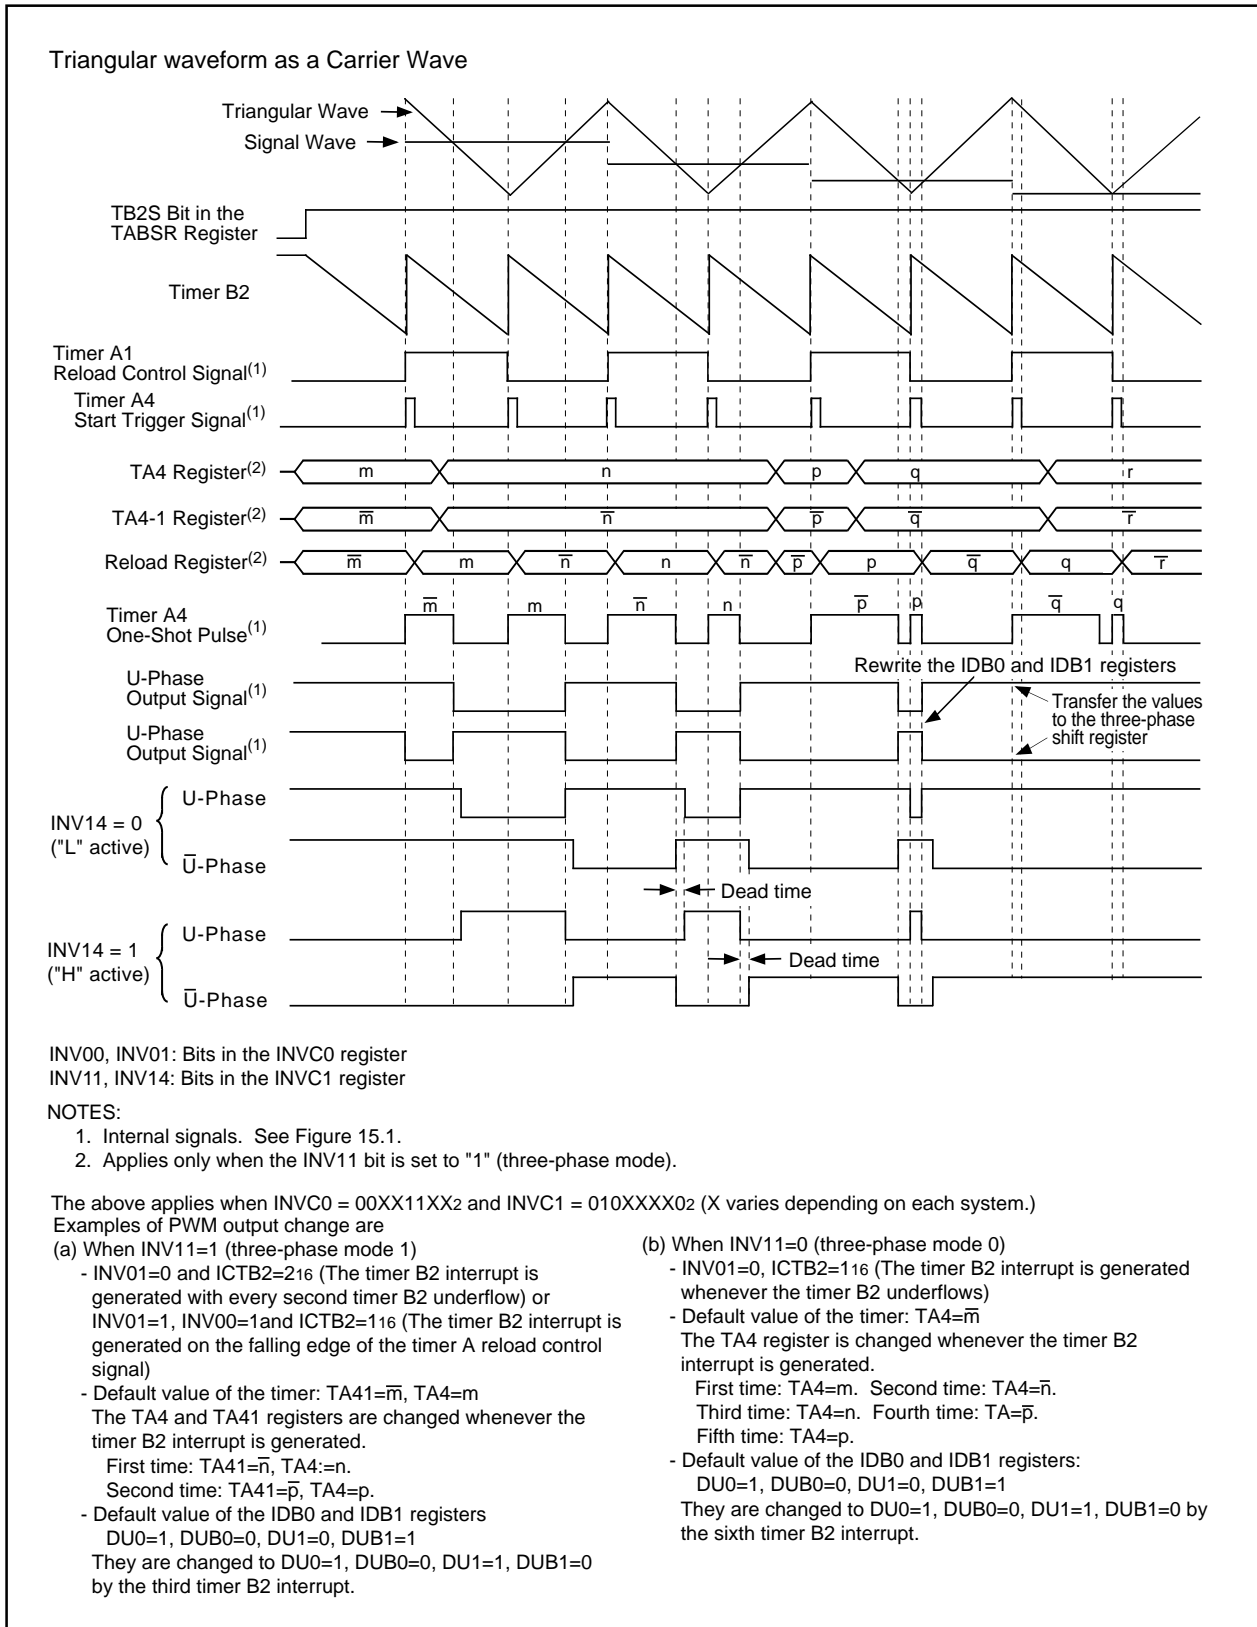 Triangular waveform as a Carrier Wave
Triangular Wave
Signal Wave
TB2S Bit in the
TABSR Register
Timer B2
Timer A1
Reload Control Signal(1)
Timer A4
Start Trigger Signal(1)
TA4 Register(2) m n p q r
TA4-1 Register(2) m̅ n̅ p̅ q̅ r̅
Reload Register(2) m̅ m n̅ n n̅ p̅ p q̅ q r̅
m̅ m n̅ n p̅ p q̅ q
Timer A4
One-Shot Pulse(1)
Rewrite the IDB0 and IDB1 registers
U-Phase
Output Signal(1)
Transfer the values
to the three-phase
shift register
U-Phase
Output Signal(1)
INV14 = 0
("L" active)
U-Phase
U̅-Phase
Dead time
INV14 = 1
("H" active)
U-Phase
Dead time
U̅-Phase
INV00, INV01: Bits in the INVC0 register
INV11, INV14: Bits in the INVC1 register
NOTES:
1. Internal signals. See Figure 15.1.
2. Applies only when the INV11 bit is set to "1" (three-phase mode).
The above applies when INVC0 = 00XX11XX2 and INVC1 = 010XXXX02 (X varies depending on each system.)
Examples of PWM output change are
(a) When INV11=1 (three-phase mode 1)
- INV01=0 and ICTB2=216 (The timer B2 interrupt is
generated with every second timer B2 underflow) or
INV01=1, INV00=1and ICTB2=116 (The timer B2 interrupt is
generated on the falling edge of the timer A reload control
signal)
- Default value of the timer: TA41=m̅, TA4=m
The TA4 and TA41 registers are changed whenever the
timer B2 interrupt is generated.
First time: TA41=n̅, TA4:=n.
Second time: TA41=p̅, TA4=p.
- Default value of the IDB0 and IDB1 registers
DU0=1, DUB0=0, DU1=0, DUB1=1
They are changed to DU0=1, DUB0=0, DU1=1, DUB1=0
by the third timer B2 interrupt.
(b) When INV11=0 (three-phase mode 0)
- INV01=0, ICTB2=116 (The timer B2 interrupt is generated
whenever the timer B2 underflows)
- Default value of the timer: TA4=m̅
The TA4 register is changed whenever the timer B2
interrupt is generated.
First time: TA4=m. Second time: TA4=n̅.
Third time: TA4=n. Fourth time: TA=p̅.
Fifth time: TA4=p.
- Default value of the IDB0 and IDB1 registers:
DU0=1, DUB0=0, DU1=0, DUB1=1
They are changed to DU0=1, DUB0=0, DU1=1, DUB1=0 by
the sixth timer B2 interrupt.